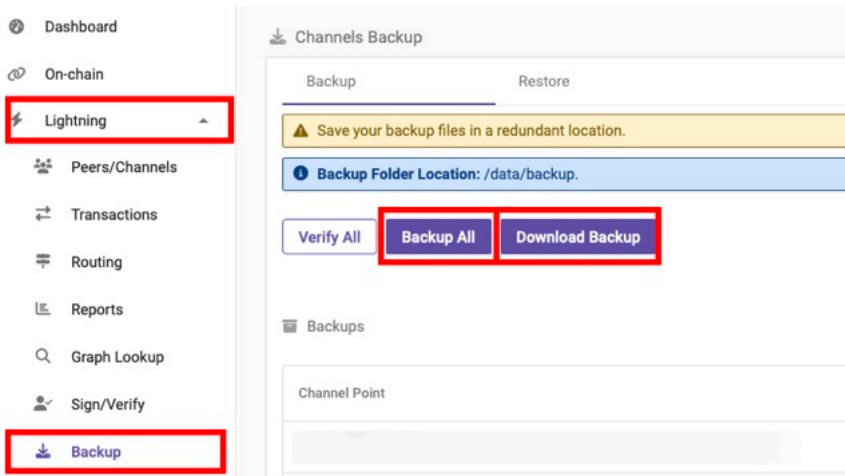 Dashboard
On-chain
Lightning
Peers/Channels
Transactions
Routing
Reports
Graph Lookup
Sign/Verify
Backup
Channels Backup
Backup
Restore
Save your backup files in a redundant location.
Backup Folder Location: /data/backup.
Verify All
Backup All
Download Backup
Backups
Channel Point